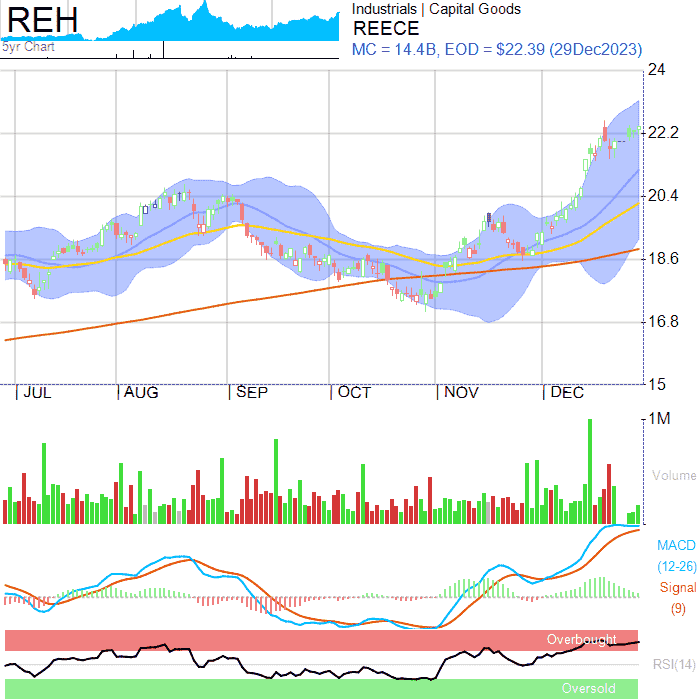 REH
5yr Chart
Industrials | Capital Goods
REECE
MC = 14.4B, EOD = $22.39 (29Dec2023)
24
22.2
20.4
18.6
16.8
15
JUL AUG SEP OCT NOV DEC
1M
Volume
MACD
(12-26)
Signal
(9)
Overbought
RSI(14)
Oversold